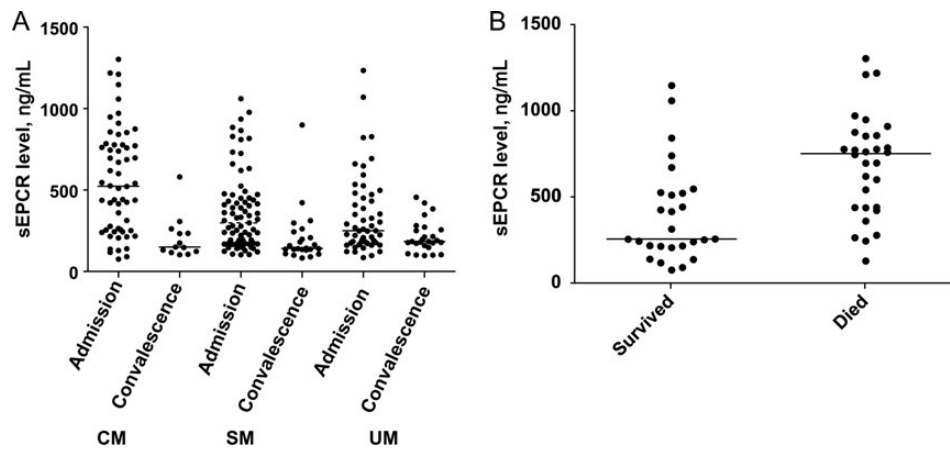 A
sEPCR level, ng/mL
1500
1000
500
0
Admission
Convalescence
Admission
Convalescence
Admission
Convalescence
CM
SM
UM
B
sEPCR level, ng/mL
1500
1000
500
0
Survived
Died